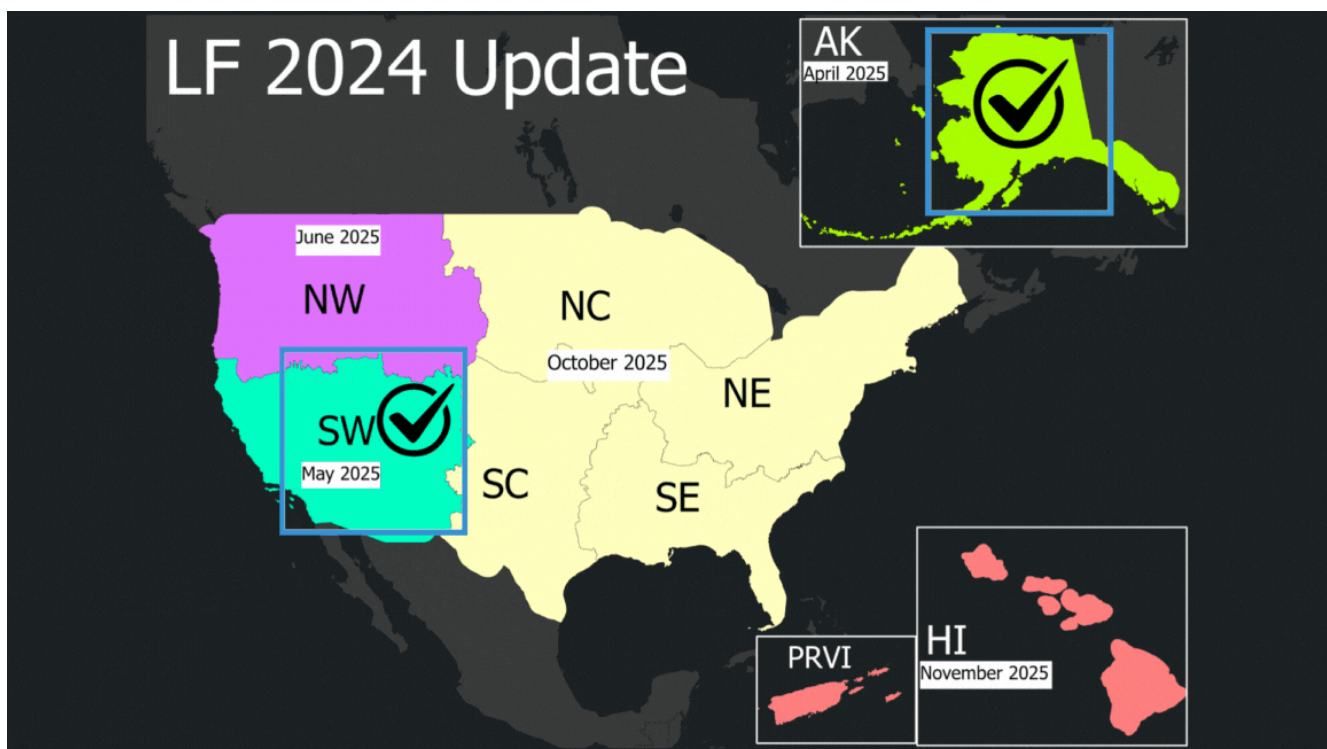 LF 2024 Update
AK
April 2025
June 2025
NW
NC
October 2025
NE
SW
May 2025
SC
SE
PRVI
HI
November 2025